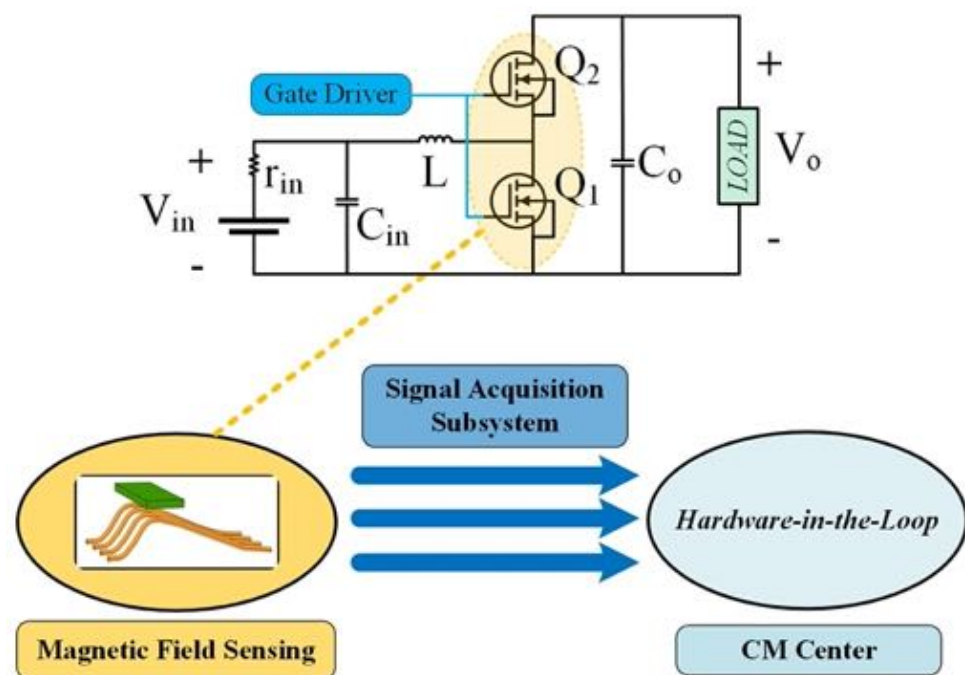 Q2
Gate Driver
+
+
rin
L
Q1
Co
LOAD
Vo
Vin
Cin
-
-
Signal Acquisition
Subsystem
Hardware-in-the-Loop
Magnetic Field Sensing
CM Center